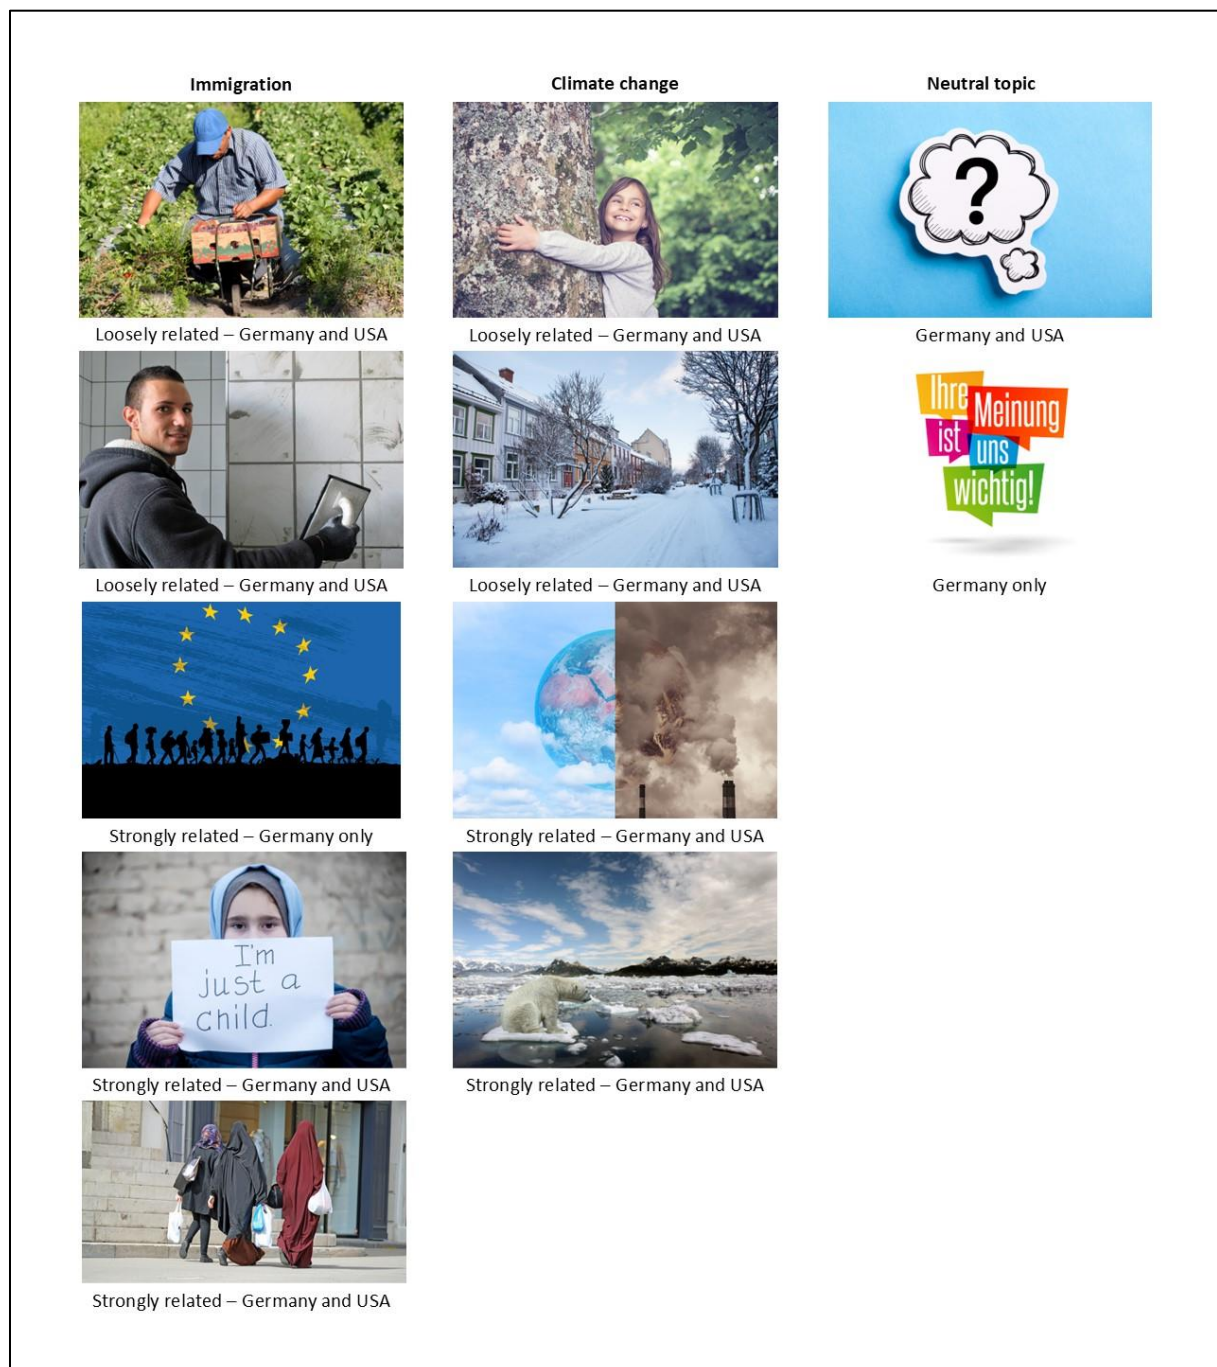 Immigration
Loosely related – Germany and USA
Loosely related – Germany and USA
Strongly related – Germany only
I'm
just a
child.
Strongly related – Germany and USA
Strongly related – Germany and USA
Climate change
Loosely related – Germany and USA
Loosely related – Germany and USA
Strongly related – Germany and USA
Strongly related – Germany and USA
Neutral topic
?
Germany and USA
Ihre
Meinung
ist
uns
wichtig!
Germany only